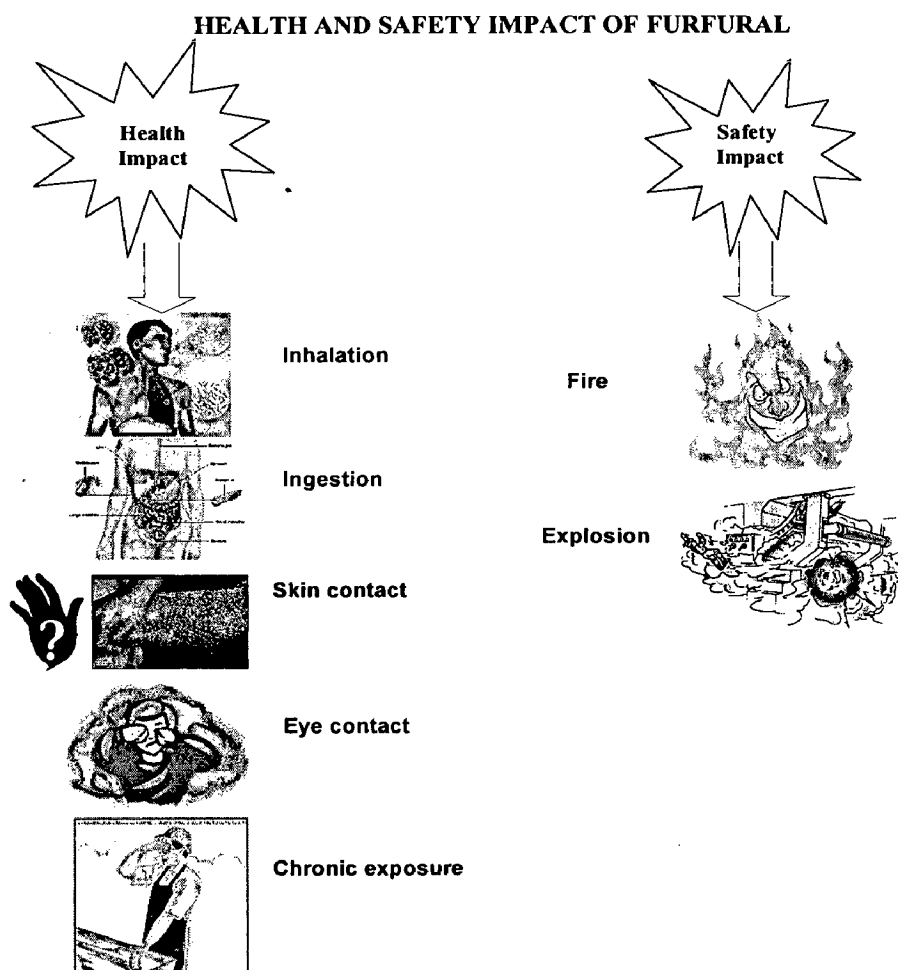 HEALTH AND SAFETY IMPACT OF FURFURAL
Health
Impact
Inhalation
Ingestion
Skin contact
?
Eye contact
Chronic exposure
Safety
Impact
Fire
Explosion